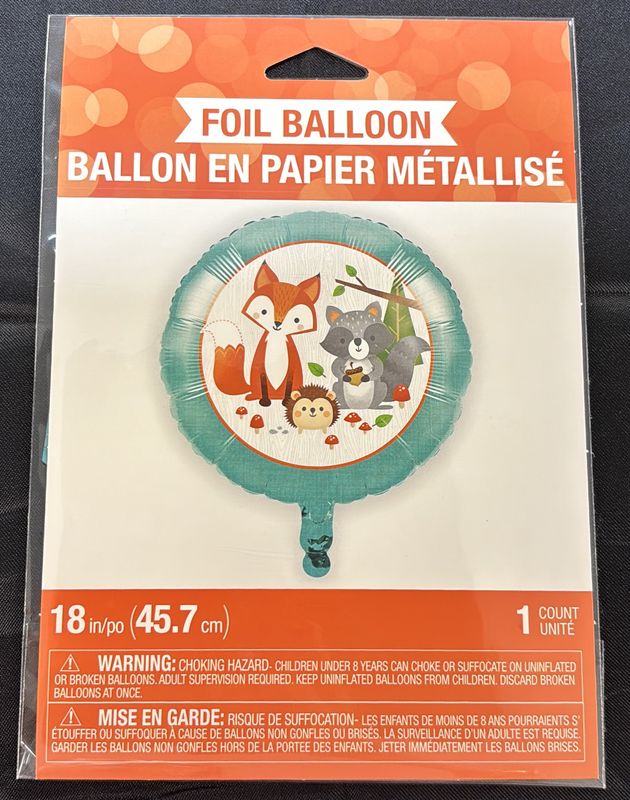 FOIL BALLOON
BALLON EN PAPIER MÉTALLISÉ
18 in/po (45.7 cm)
1 COUNT
UNITÉ
WARNING: CHOKING HAZARD- CHILDREN UNDER 8 YEARS CAN CHOKE OR SUFFOCATE ON UNINFLATED
OR BROKEN BALLOONS. ADULT SUPERVISION REQUIRED. KEEP UNINFLATED BALLOONS FROM CHILDREN. DISCARD BROKEN
BALLOONS AT ONCE.
MISE EN GARDE: RISQUE DE SUFFOCATION- LES ENFANTS DE MOINS DE 8 ANS POURRAIENTS S'
ÉTOUFFER OU SUFFOQUER À CAUSE DE BALLONS NON GONFLES OU BRISÉS. LA SURVEILLANCE D'UN ADULTE EST REQUISE.
GARDER LES BALLONS NON GONFLES HORS DE LA PORTEE DES ENFANTS. JETER IMMÉDIATEMENT LES BALLONS BRISES.